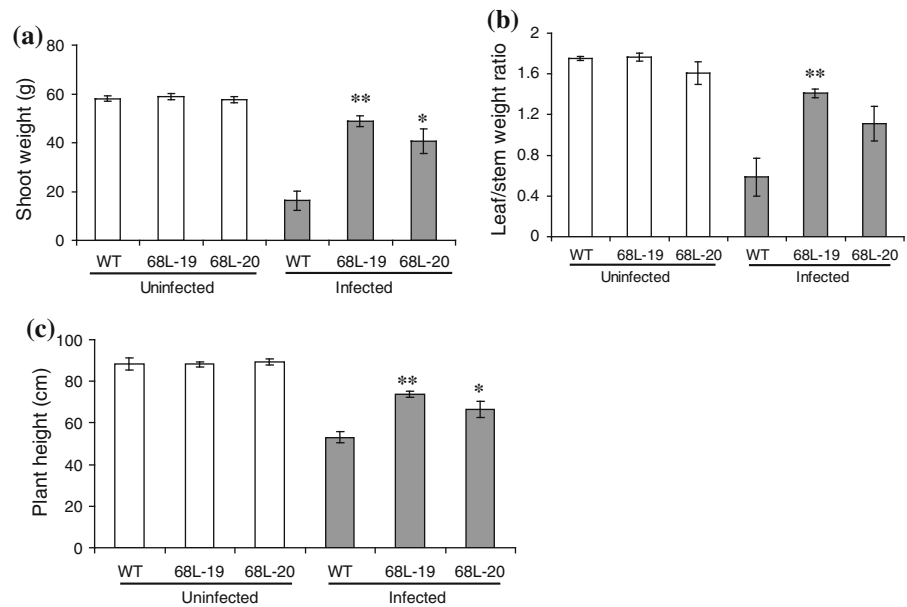 (a)
Shoot weight (g)
80
60
40
20
0
** *
WT 68L-19 68L-20 WT 68L-19 68L-20
Uninfected Infected
(b)
Leaf/stem weight ratio
2
1.6
1.2
0.8
0.4
0
**
WT 68L-19 68L-20 WT 68L-19 68L-20
Uninfected Infected
(c)
Plant height (cm)
100
80
60
40
20
0
** *
WT 68L-19 68L-20 WT 68L-19 68L-20
Uninfected Infected